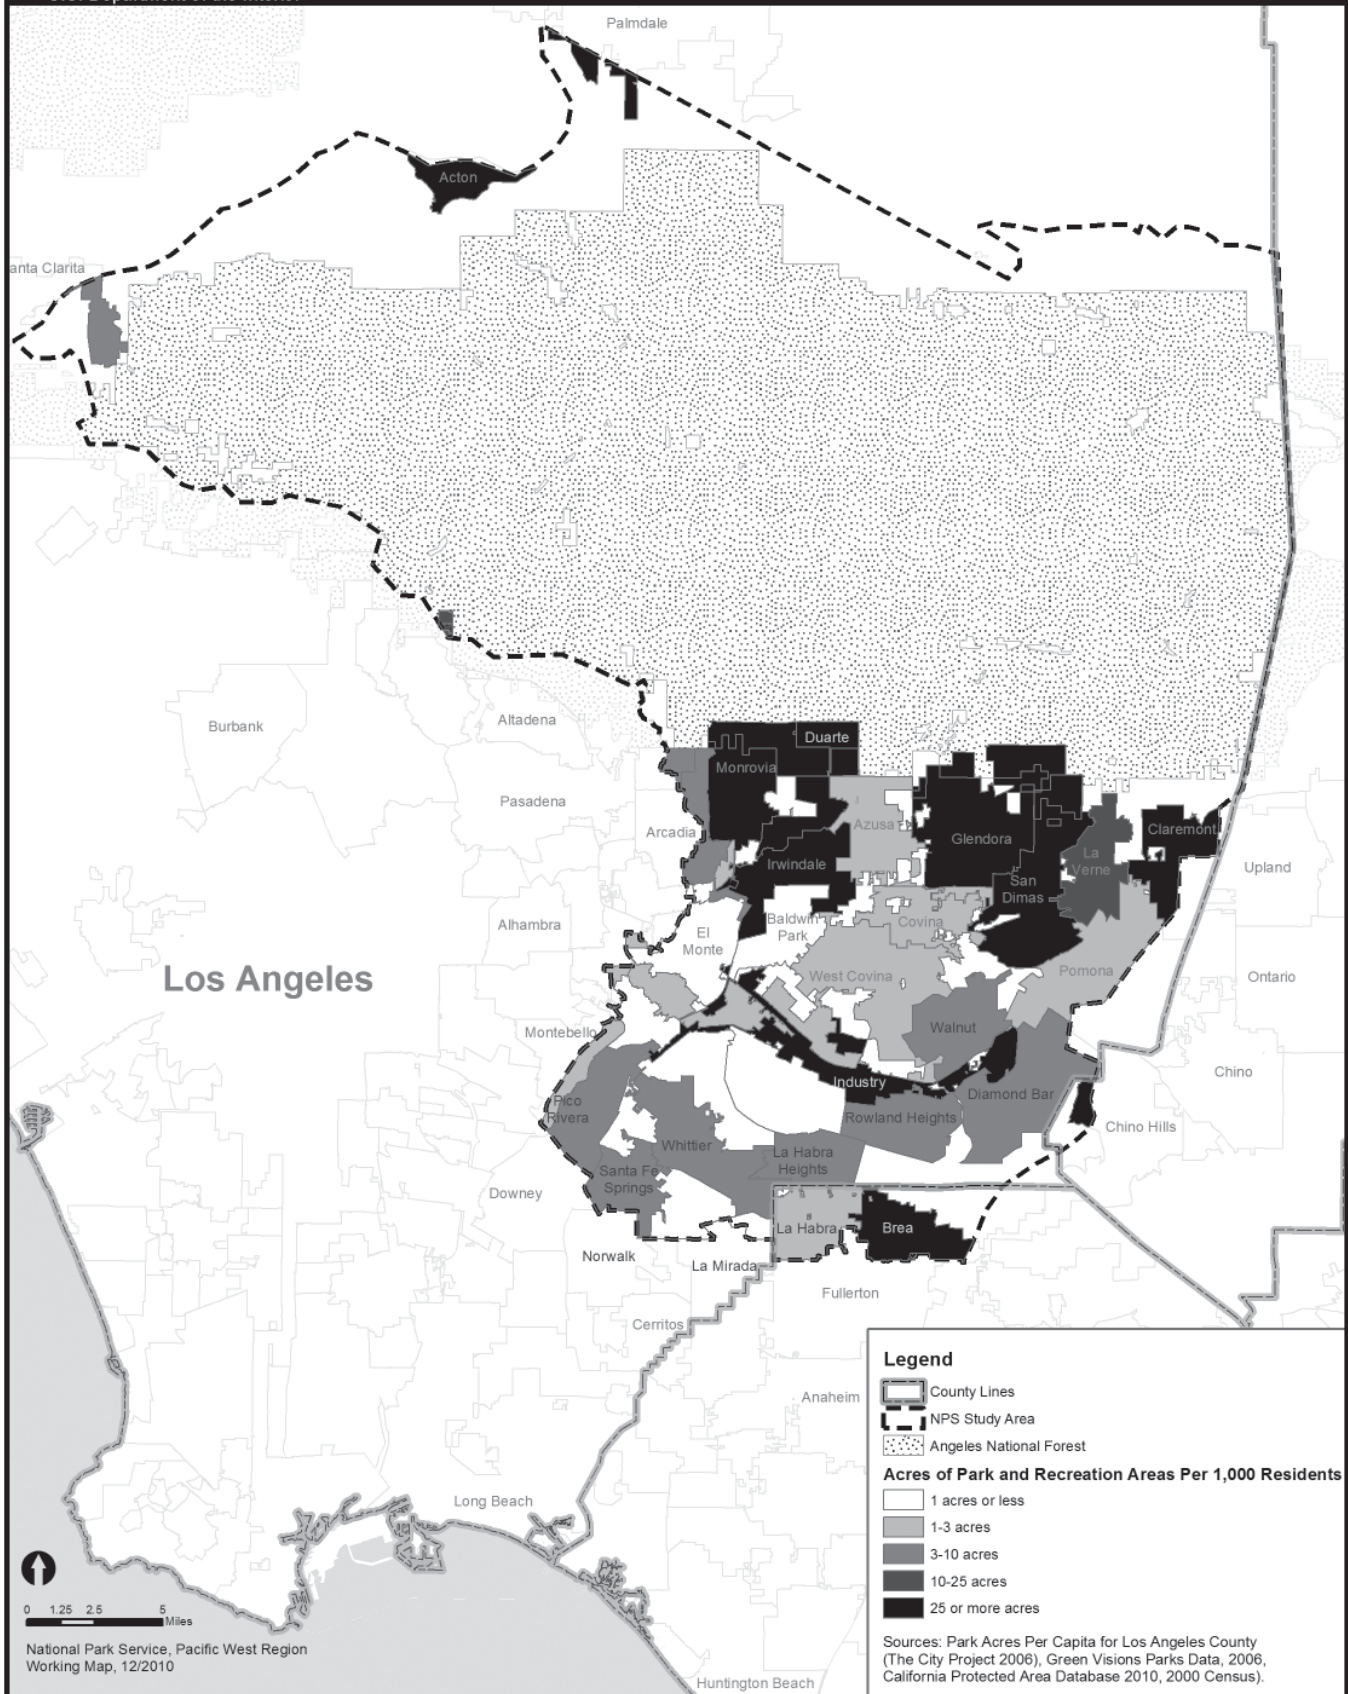 U.S. Department of the Interior
Palmdale
Acton
anta Clarita
Burbank
Altadena
Duarte
Monrovia
Pasadena
Arcadia
Azusa
Glendora
Claremont
Irwindale
La
Verne
San
Dimas
Upland
Alhambra
El
Monte
Baldwin
Park
Covina
Los Angeles
West Covina
Pomona
Ontario
Montebello
Walnut
Industry
Chino
Diamond Bar
Pico
Rivera
Rowland Heights
Chino Hills
Whittier
La Habra
Heights
Santa Fe
Springs
Downey
La Habra
Brea
Norwalk
La Mirada
Fullerton
Cerritos
Anaheim
Long Beach
Huntington Beach
Legend
County Lines
NPS Study Area
Angeles National Forest
Acres of Park and Recreation Areas Per 1,000 Residents
1 acres or less
1-3 acres
3-10 acres
10-25 acres
25 or more acres
Sources: Park Acres Per Capita for Los Angeles County
(The City Project 2006), Green Visions Parks Data, 2006,
California Protected Area Database 2010, 2000 Census).
0 1.25 2.5 5
Miles
National Park Service, Pacific West Region
Working Map, 12/2010